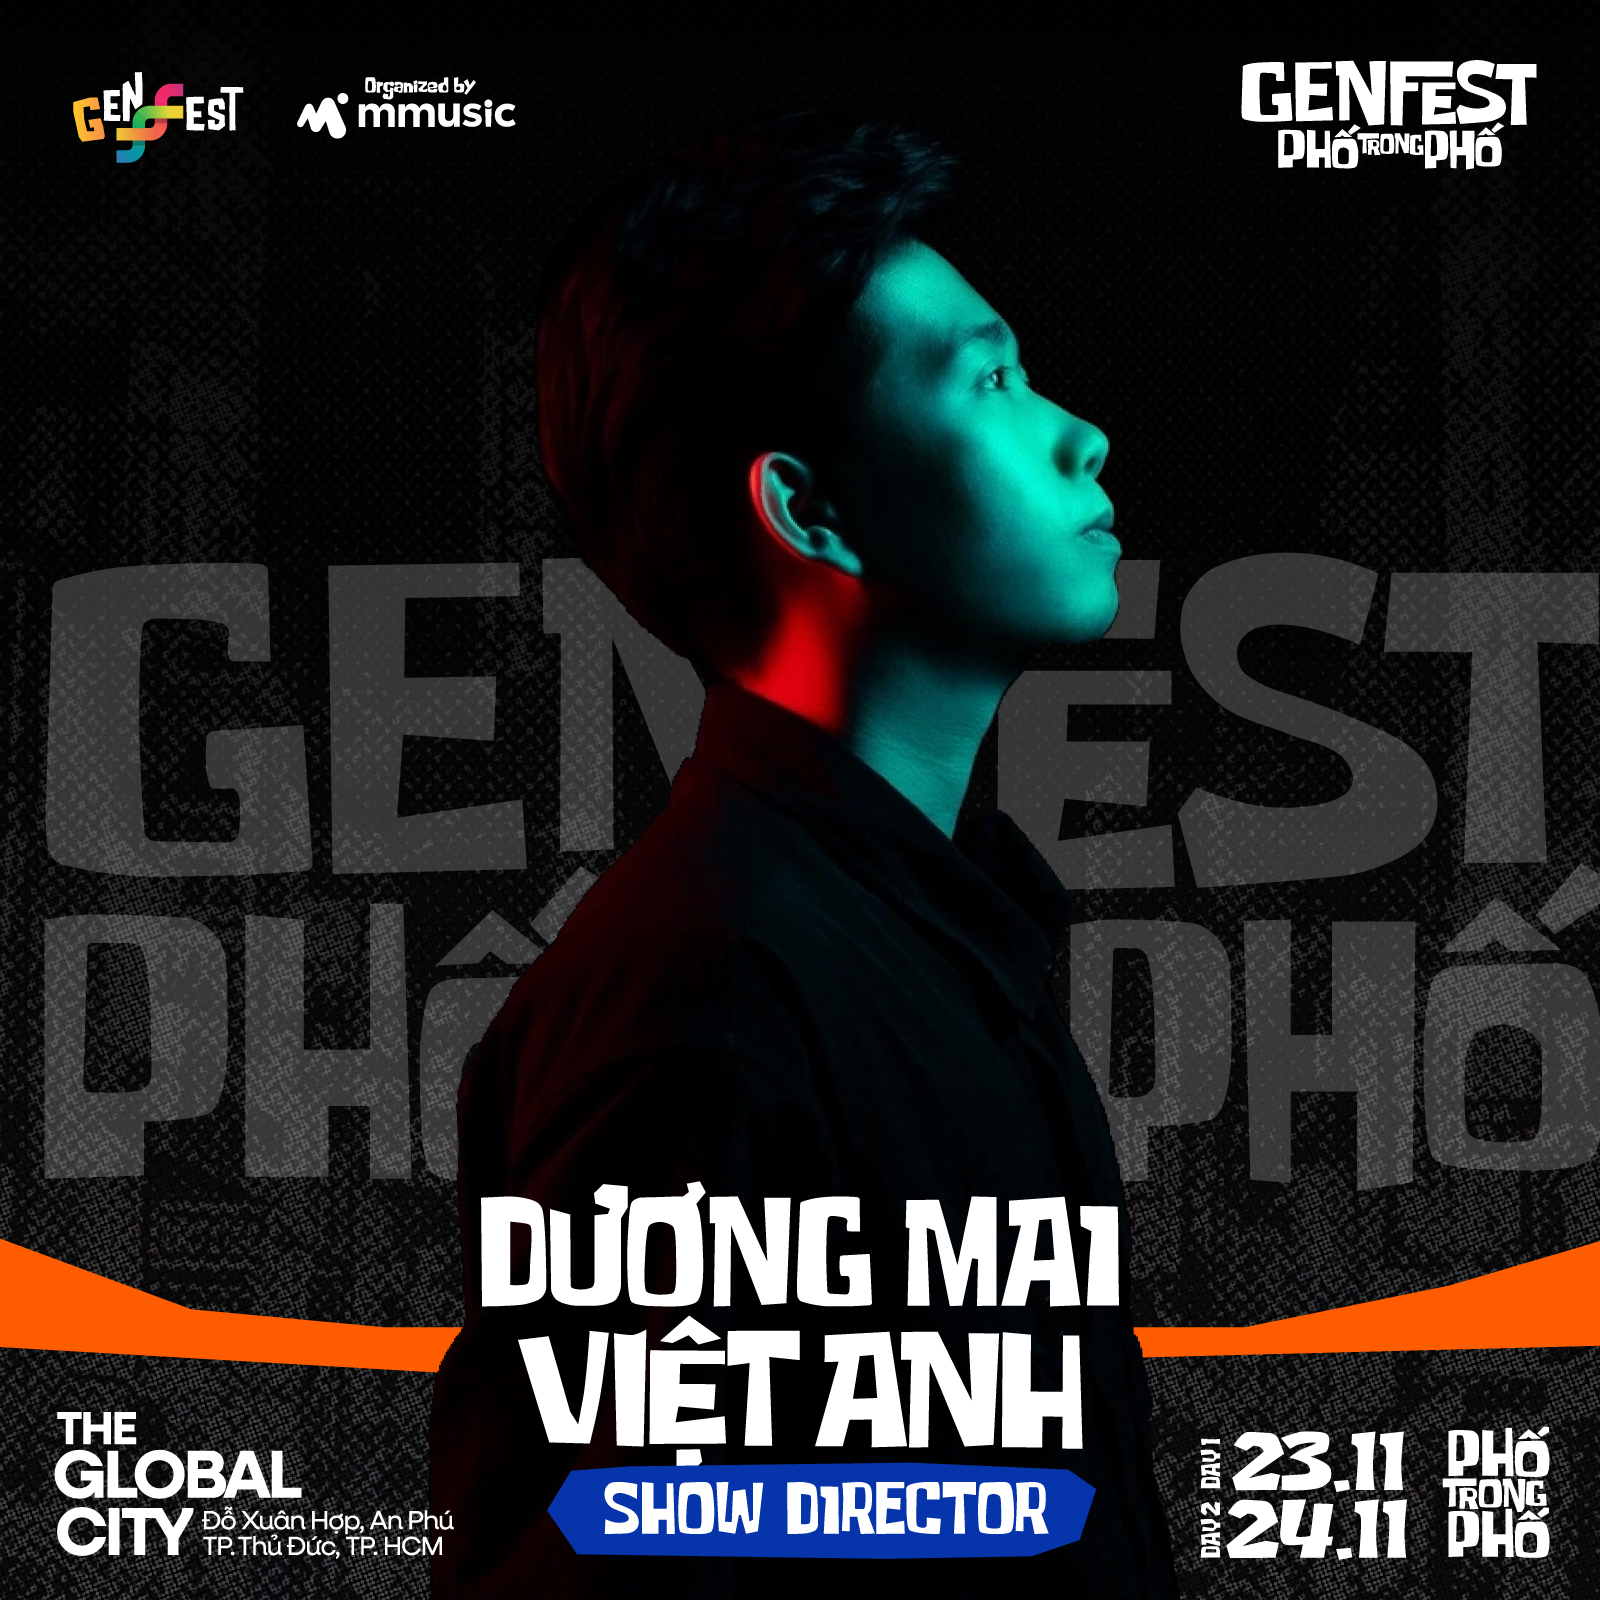 GENFEST
Organized by
mmusic
GENFEST
PHỐ TRONG PHỐ
GENFEST
PHỐ PHỐ
DƯƠNG MAI
VIỆT ANH
SHOW DIRECTOR
THE
GLOBAL
CITY
Đỗ Xuân Hợp, An Phú
TP.Thủ Đức, TP. HCM
DAY 1 23.11
DAY 2 24.11
PHỐ
TRONG
PHỐ